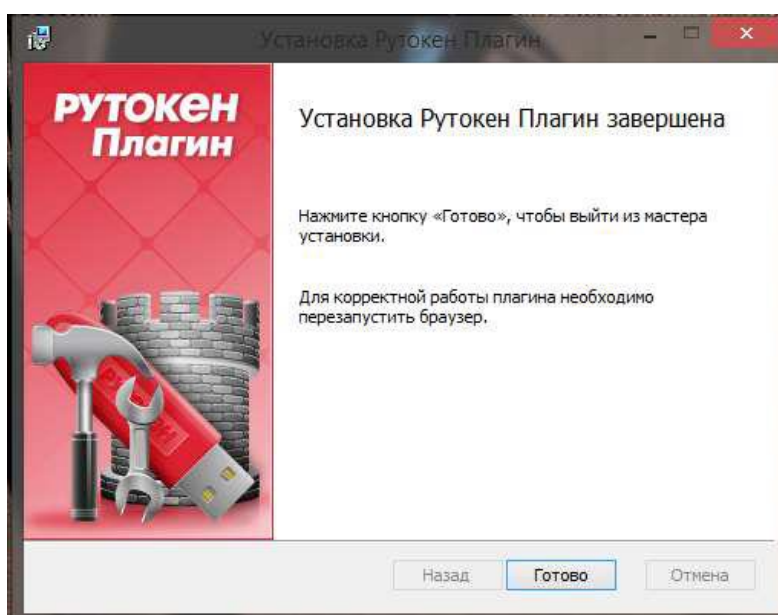 Установка Рутокен Плагин
РУТОКЕН
Плагин
Установка Рутокен Плагин завершена
Нажмите кнопку «Готово», чтобы выйти из мастера
установки.
Для корректной работы плагина необходимо
перезапустить браузер.
РУТОКЕН
Назад
Готово
Отмена